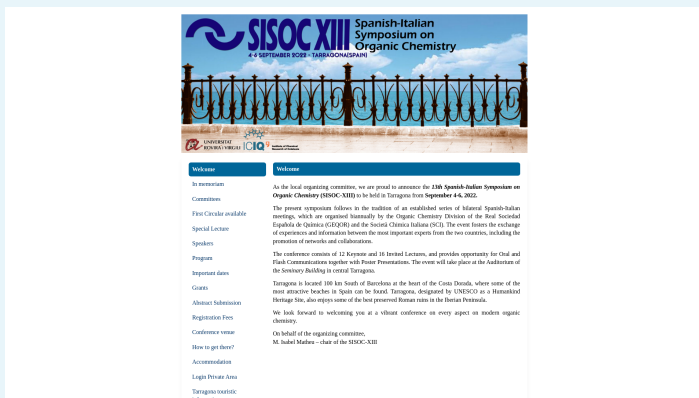 SISOC XIII
Spanish-Italian
Symposium on
Organic Chemistry
4-6 SEPTEMBER 2022 - TARRAGONA(SPAIN)
UNIVERSITAT
ROVIRA i VIRGILI
ICIQ
Institute of Chemical
Research of Catalonia
Welcome
In memoriam
Committees
First Circular available
Special Lecture
Speakers
Program
Important dates
Grants
Abstract Submission
Registration Fees
Conference venue
How to get there?
Accommodation
Login Private Area
Tarragona touristic
Welcome
As the local organizing committee, we are proud to announce the 13th Spanish-Italian Symposium on
Organic Chemistry (SISOC-XIII) to be held in Tarragona from September 4-6, 2022.
The present symposium follows in the tradition of an established series of bilateral Spanish-Italian
meetings, which are organised biannually by the Organic Chemistry Division of the Real Sociedad
Española de Química (GEQOR) and the Società Chimica Italiana (SCI). The event fosters the exchange
of experiences and information between the most important experts from the two countries, including the
promotion of networks and collaborations.
The conference consists of 12 Keynote and 16 Invited Lectures, and provides opportunity for Oral and
Flash Communications together with Poster Presentations. The event will take place at the Auditorium of
the Seminary Building in central Tarragona.
Tarragona is located 100 km South of Barcelona at the heart of the Costa Dorada, where some of the
most attractive beaches in Spain can be found. Tarragona, designated by UNESCO as a Humankind
Heritage Site, also enjoys some of the best preserved Roman ruins in the Iberian Peninsula.
We look forward to welcoming you at a vibrant conference on every aspect on modern organic
chemistry.
On behalf of the organizing committee,
M. Isabel Matheu – chair of the SISOC-XIII